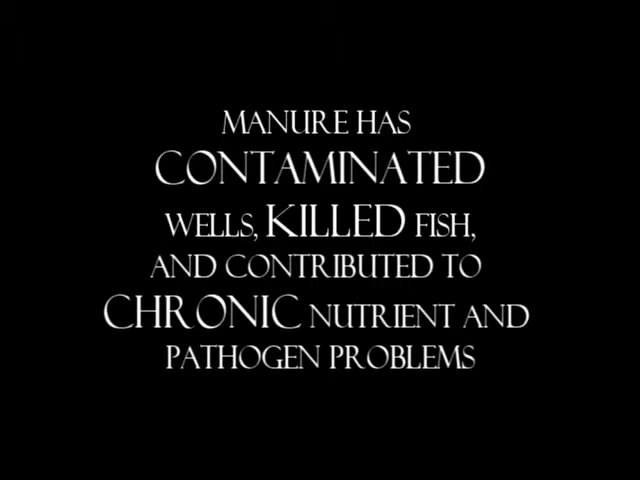 MANURE HAS
CONTAMINATED
WELLS, KILLED FISH,
AND CONTRIBUTED TO
CHRONIC NUTRIENT AND
PATHOGEN PROBLEMS